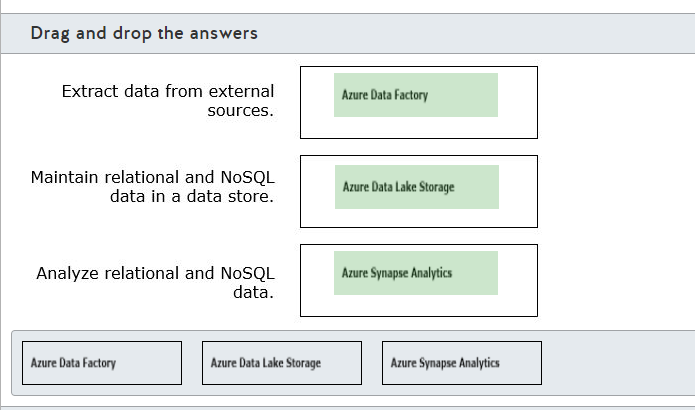 Drag and drop the answers
Extract data from external
sources.
Azure Data Factory
Maintain relational and NoSQL
data in a data store.
Azure Data Lake Storage
Analyze relational and NoSQL
data.
Azure Synapse Analytics
Azure Data Factory
Azure Data Lake Storage
Azure Synapse Analytics